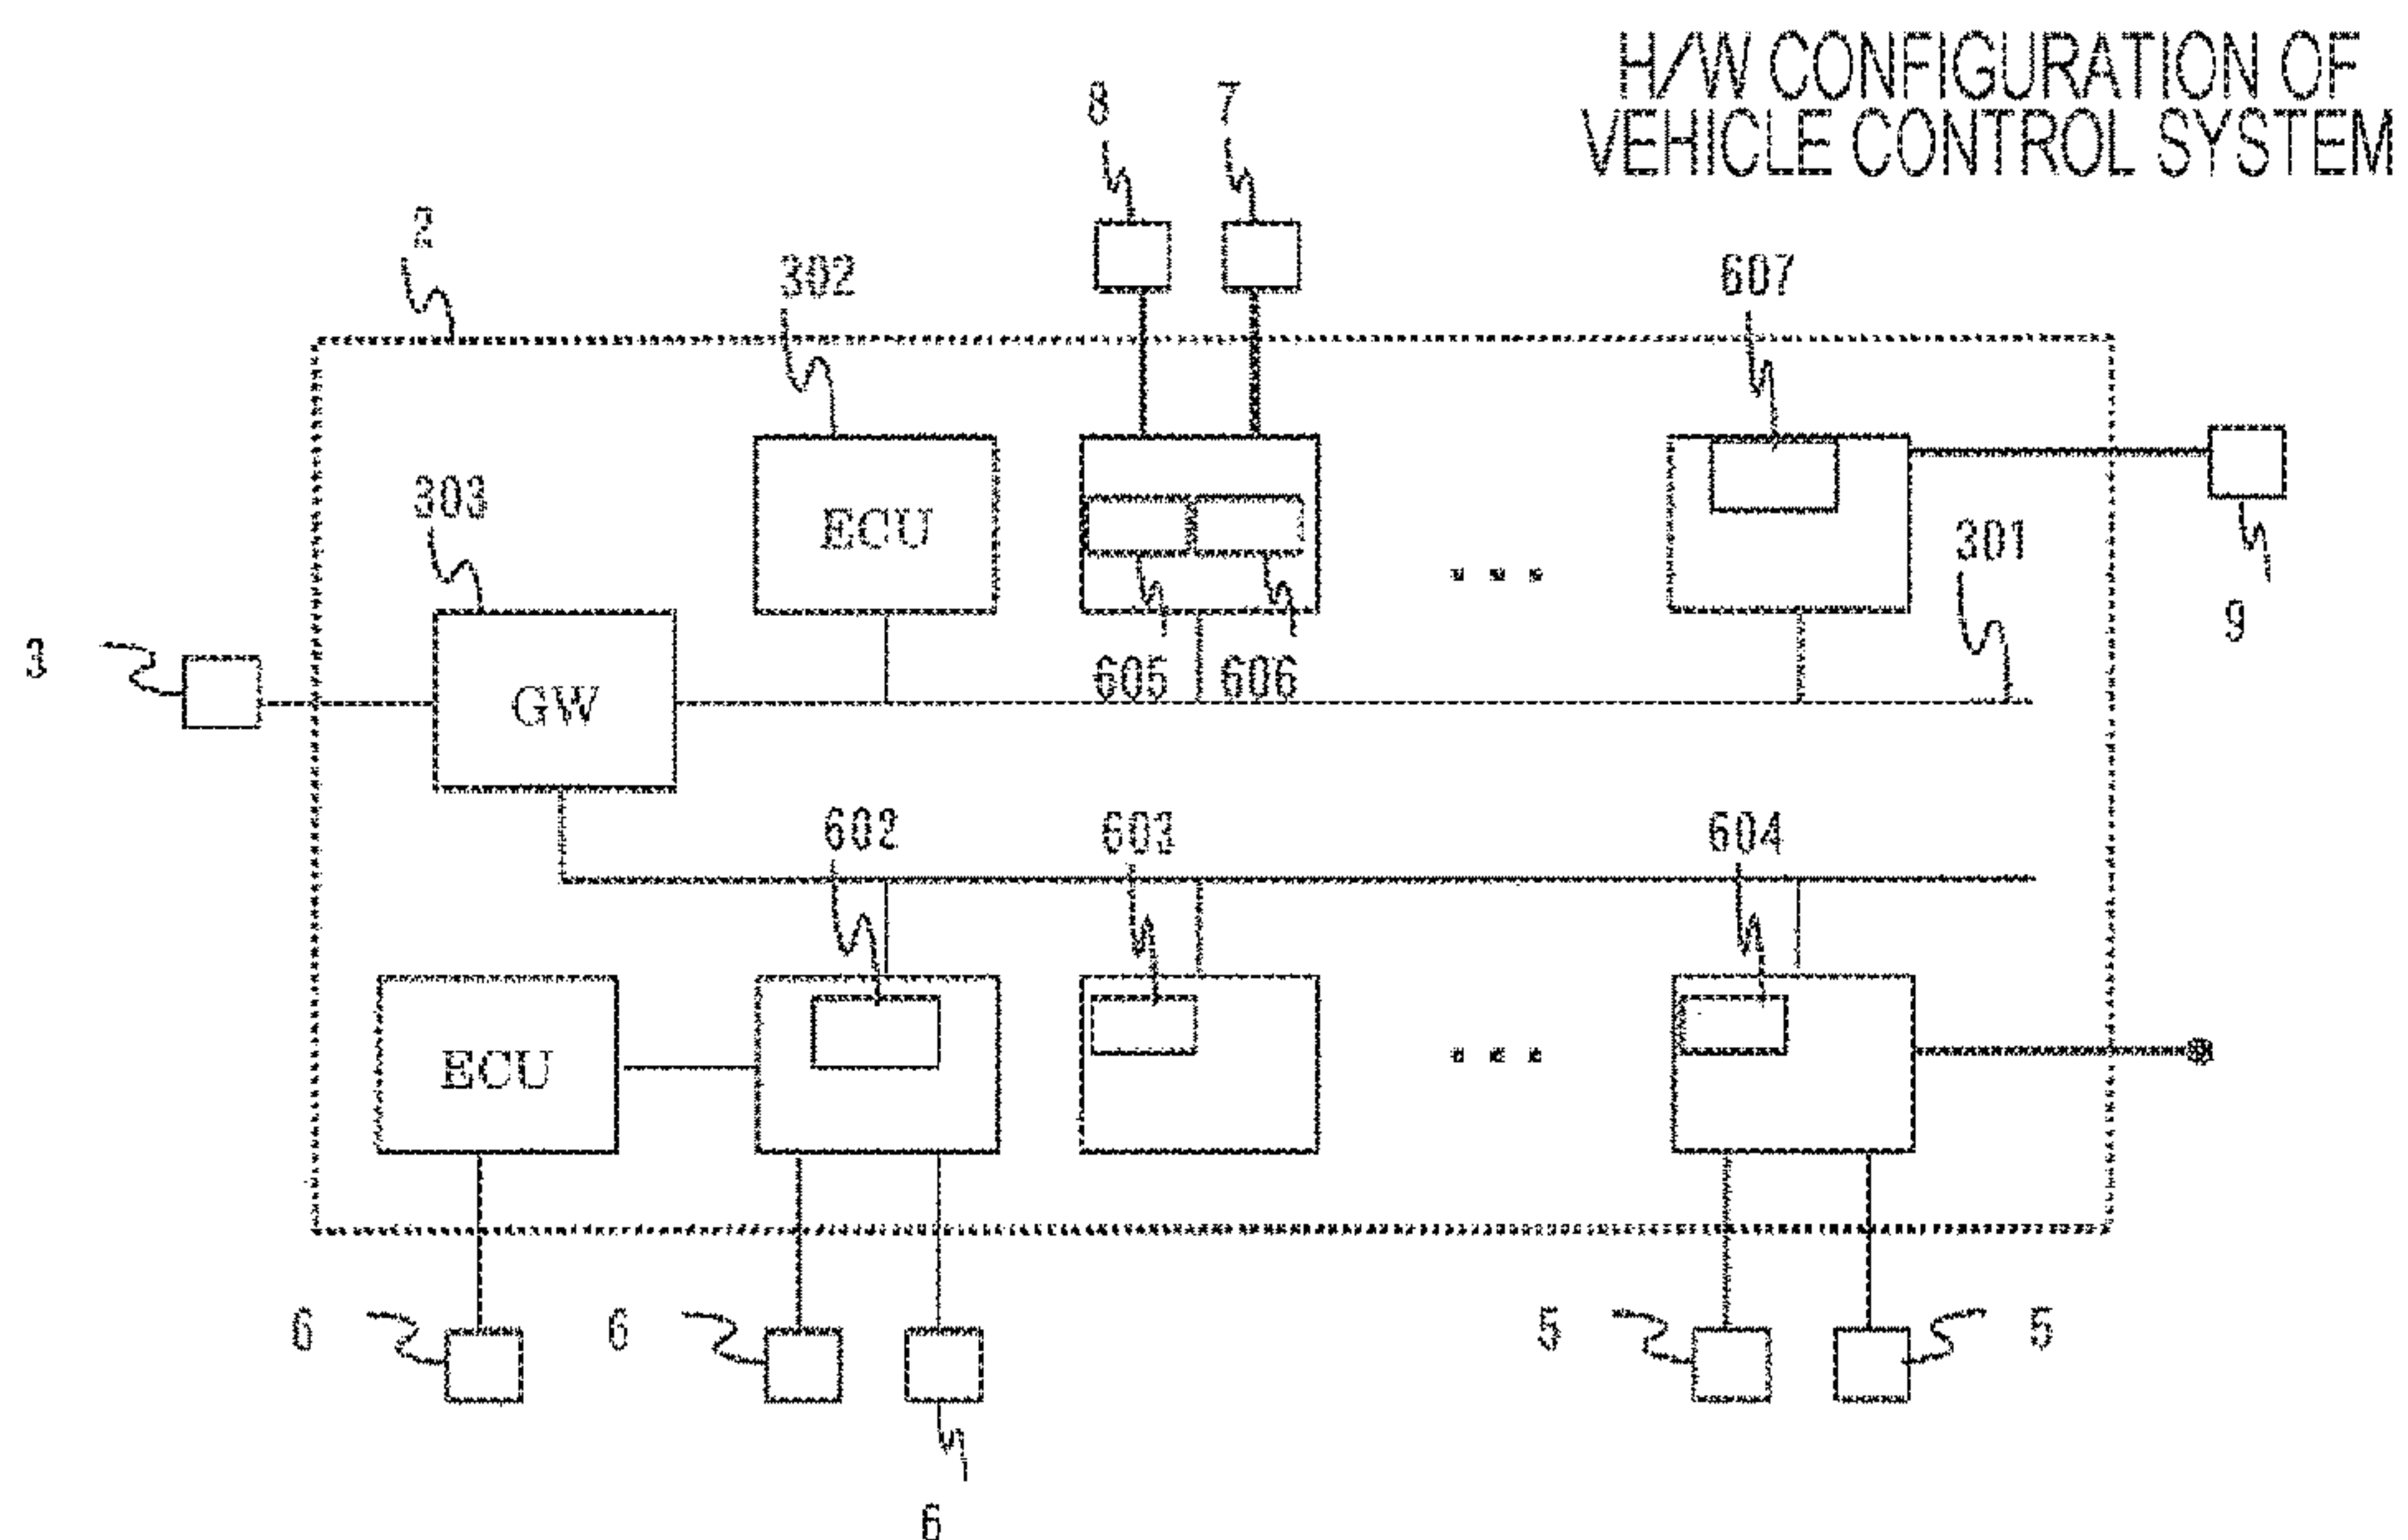 H/W CONFIGURATION OF
VEHICLE CONTROL SYSTEM
8 7
2
302
607
303
ECU
301
3
9
605 606
GW
602 603 604
ECU
6 6 5 5
6